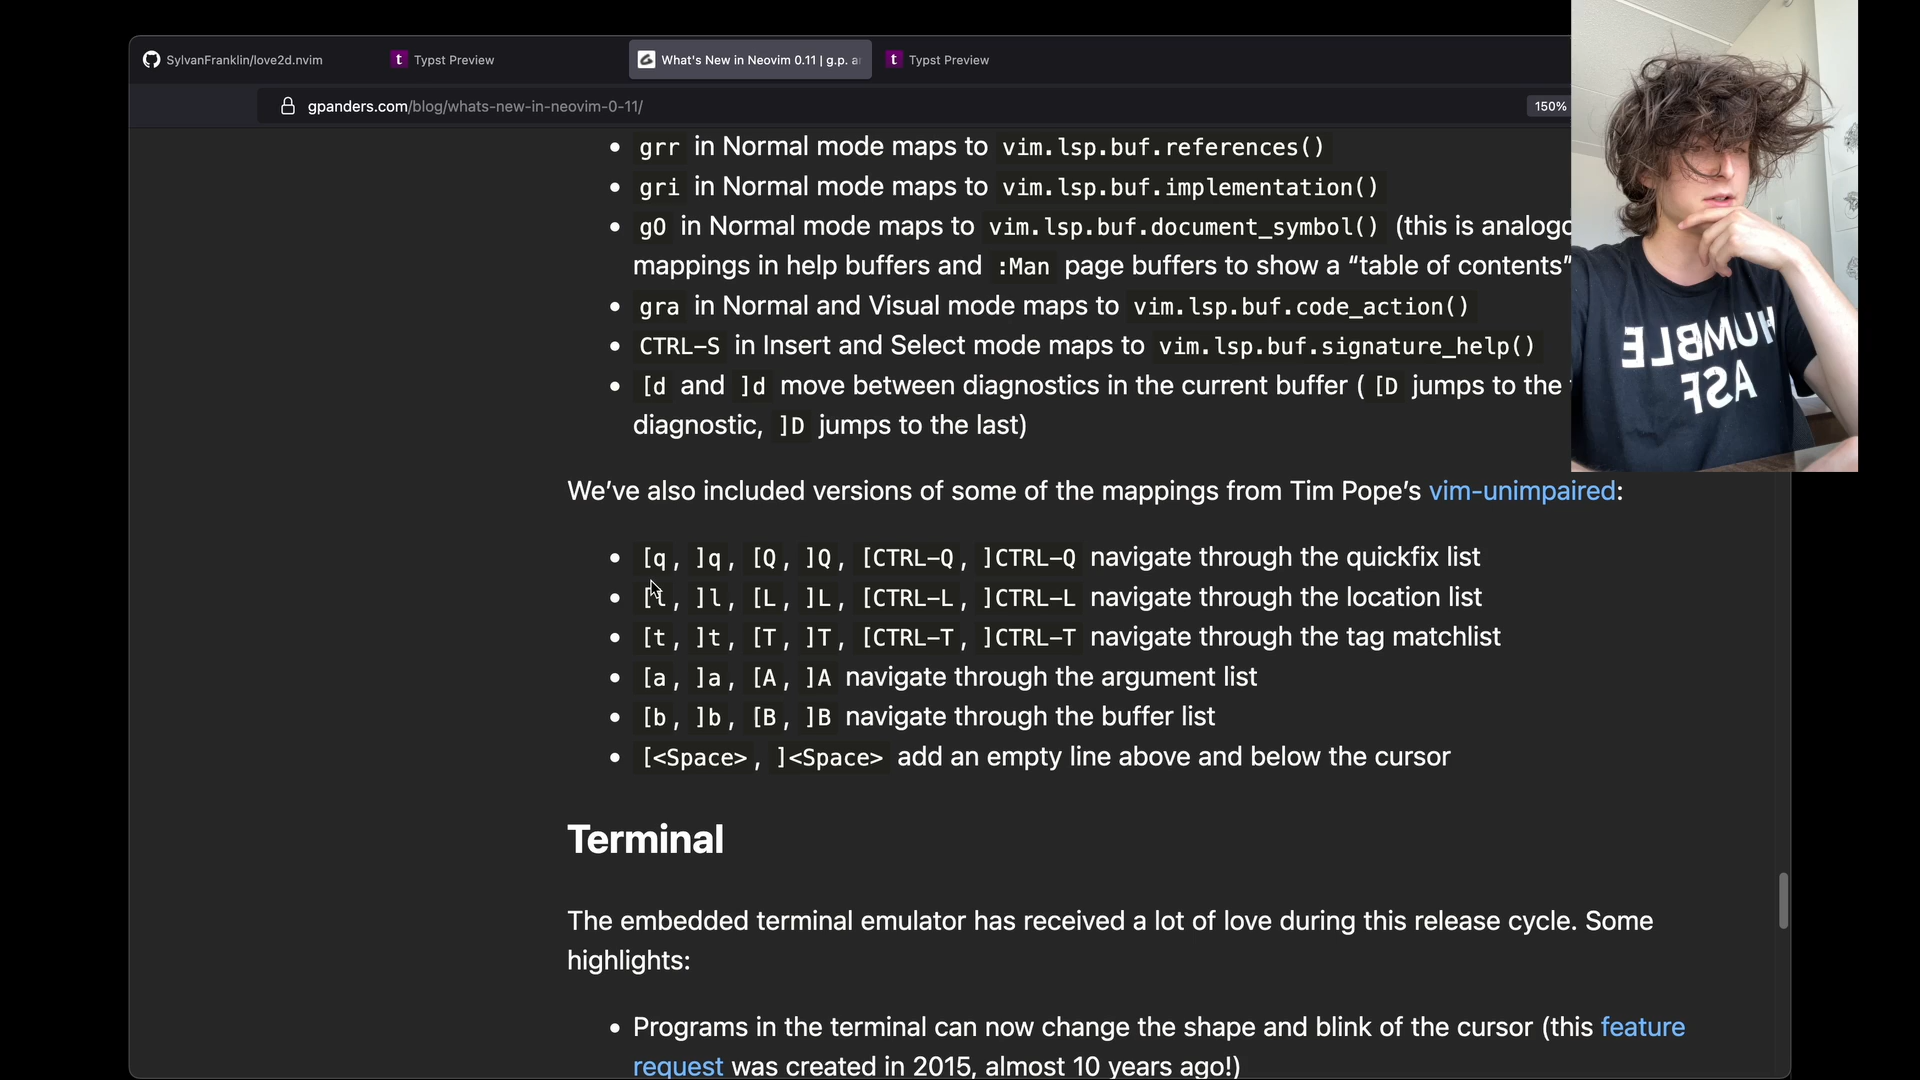 SylvanFranklin/love2d.nvim
Typst Preview
What's New in Neovim 0.11 | g.p. a
Typst Preview
gpanders.com/blog/whats-new-in-neovim-0-11/
150%
• grr in Normal mode maps to vim.lsp.buf.references()
• gri in Normal mode maps to vim.lsp.buf.implementation()
• gO in Normal mode maps to vim.lsp.buf.document_symbol() (this is analogo
mappings in help buffers and :Man page buffers to show a “table of contents”
• gra in Normal and Visual mode maps to vim.lsp.buf.code_action()
• CTRL-S in Insert and Select mode maps to vim.lsp.buf.signature_help()
• [d and ]d move between diagnostics in the current buffer ( [D jumps to the
diagnostic, ]D jumps to the last)
We’ve also included versions of some of the mappings from Tim Pope’s vim-unimpaired:
• [q, ]q, [Q, ]Q, [CTRL-Q, ]CTRL-Q navigate through the quickfix list
• [l, ]l, [L, ]L, [CTRL-L, ]CTRL-L navigate through the location list
• [t, ]t, [T, ]T, [CTRL-T, ]CTRL-T navigate through the tag matchlist
• [a, ]a, [A, ]A navigate through the argument list
• [b, ]b, [B, ]B navigate through the buffer list
• [<Space>, ]<Space> add an empty line above and below the cursor
Terminal
The embedded terminal emulator has received a lot of love during this release cycle. Some
highlights:
• Programs in the terminal can now change the shape and blink of the cursor (this feature
request was created in 2015, almost 10 years ago!)
HUMBLE
ASF